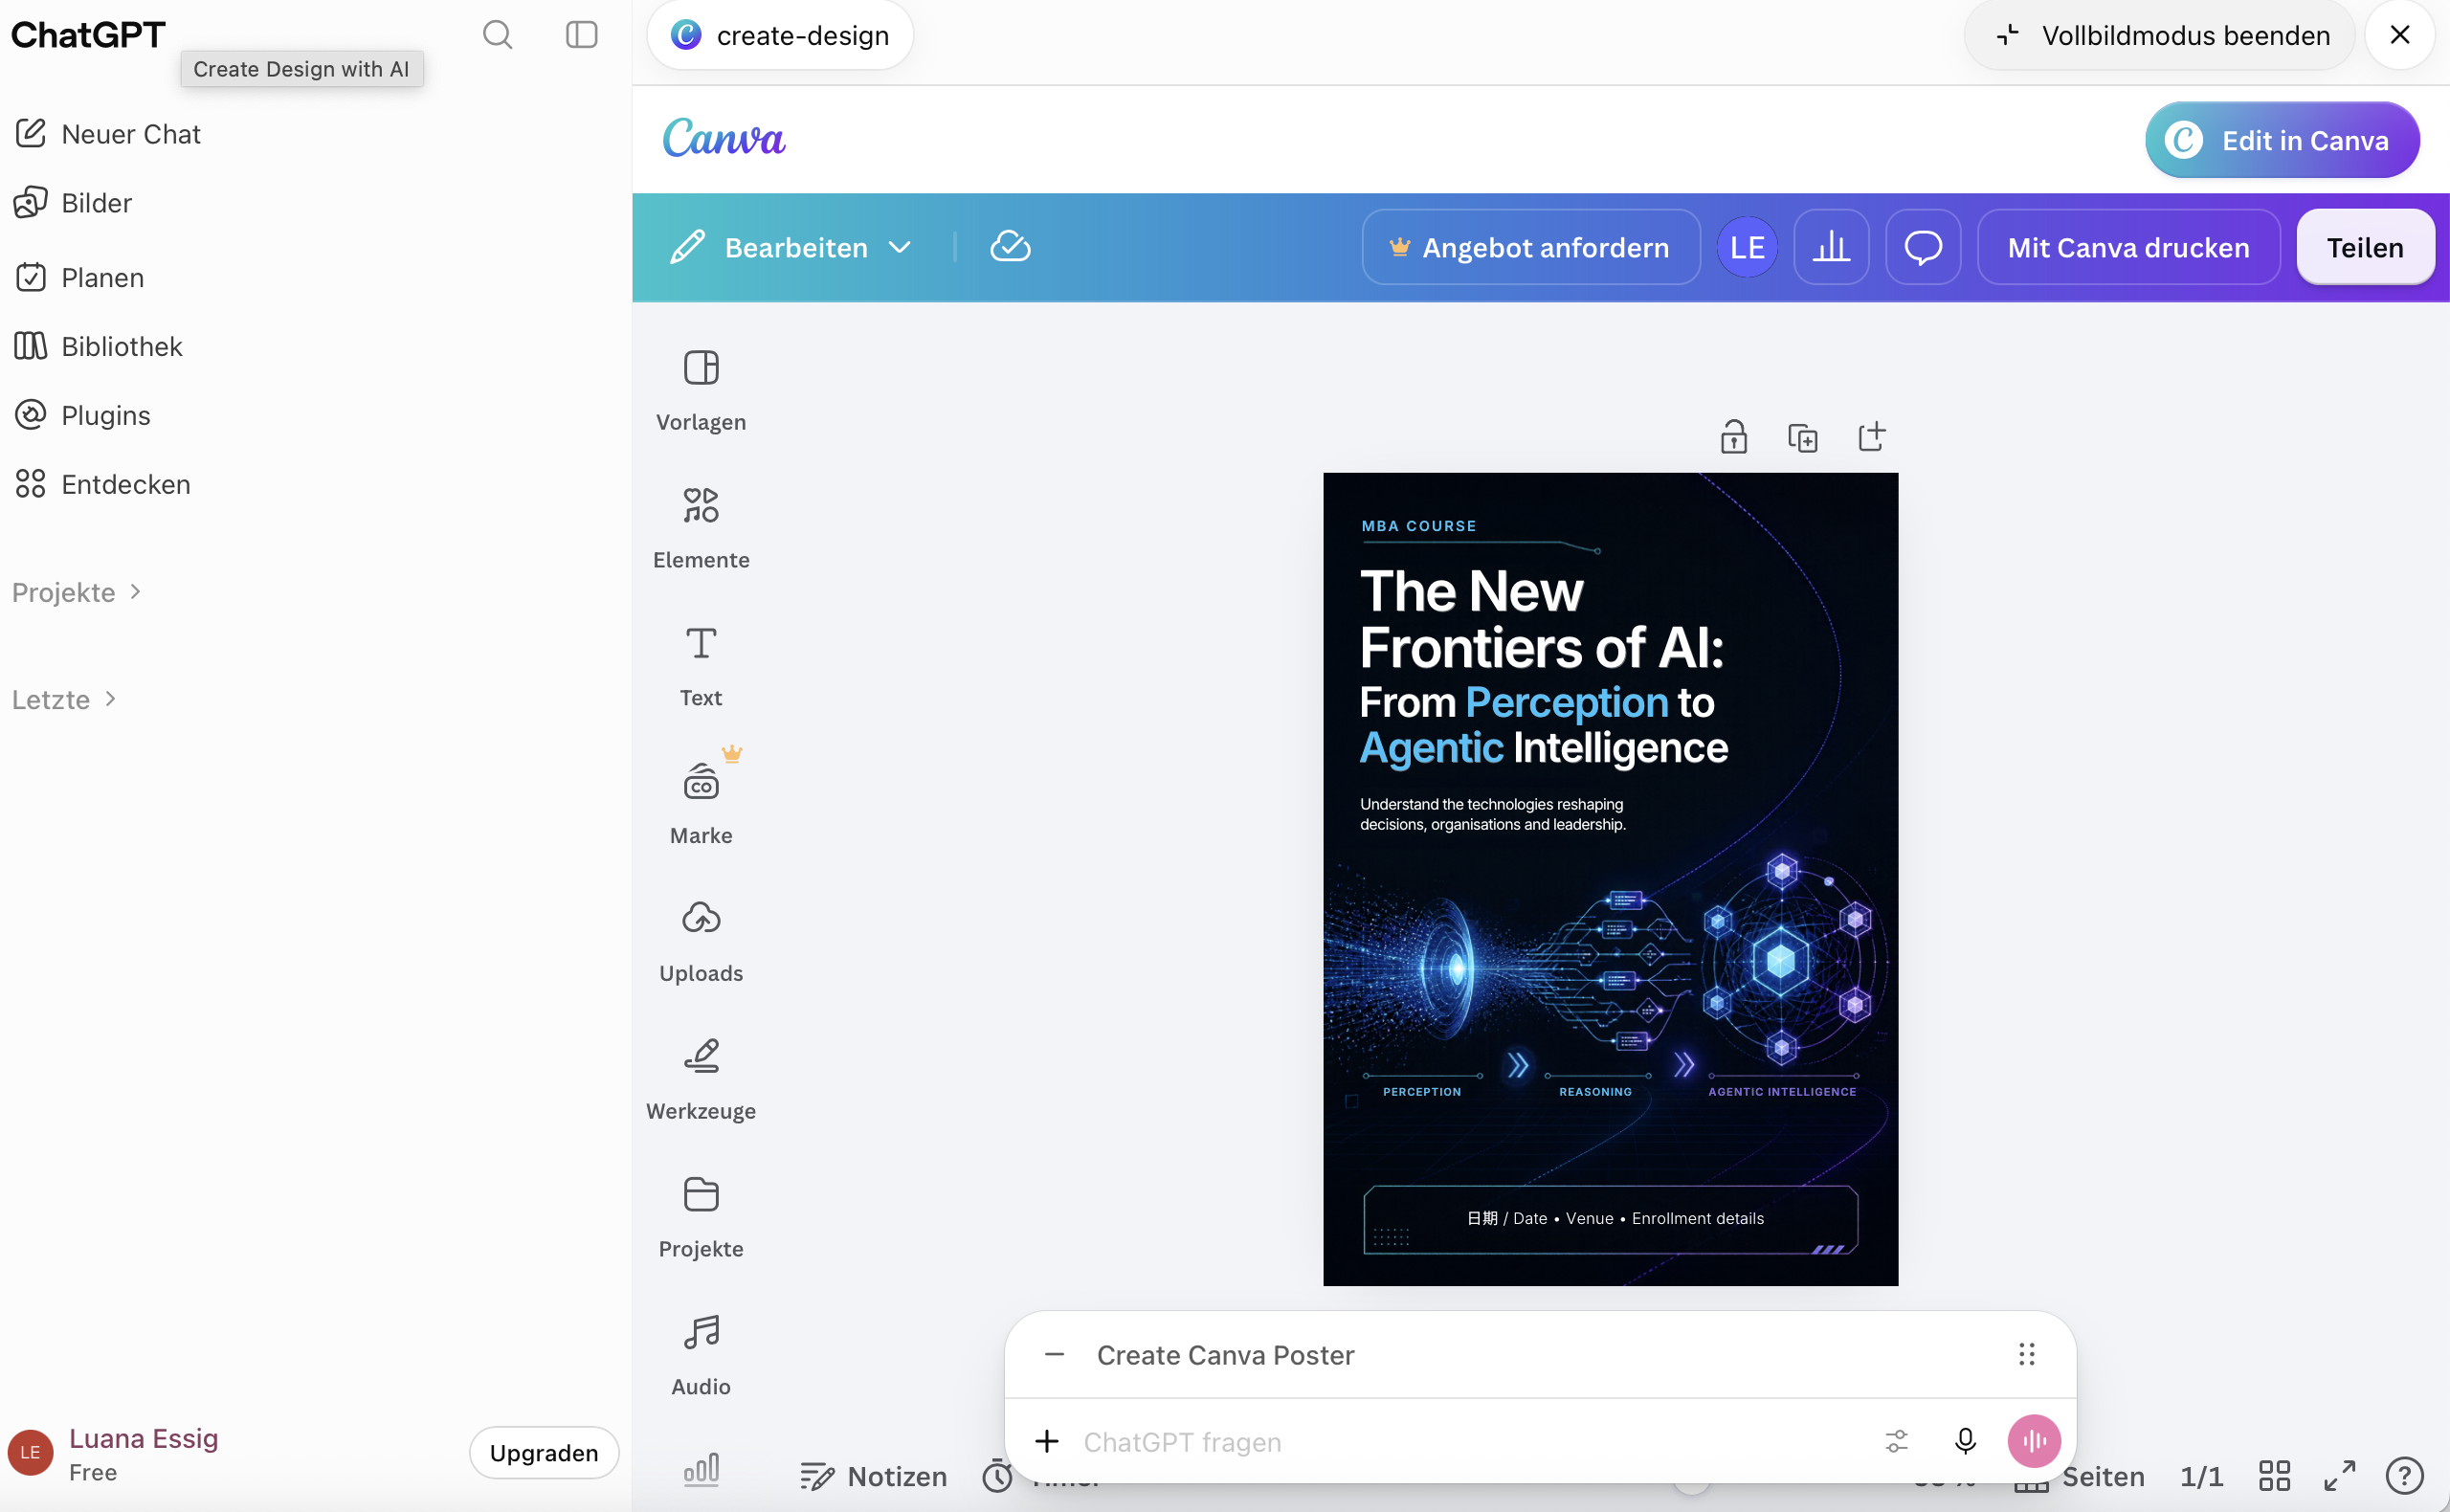 ChatGPT
Create Design with AI
Neuer Chat
Bilder
Planen
Bibliothek
Plugins
Entdecken
Projekte
Letzte
LE
Luana Essig
Free
Upgraden
create-design
Vollbildmodus beenden
Canva
Edit in Canva
Bearbeiten
Angebot anfordern
LE
Mit Canva drucken
Teilen
Vorlagen
Elemente
Text
CO
Marke
Uploads
Werkzeuge
Projekte
Audio
MBA COURSE
The New
Frontiers of AI:
From Perception to
Agentic Intelligence
Understand the technologies reshaping
decisions, organisations and leadership.
PERCEPTION
REASONING
AGENTIC INTELLIGENCE
日期 / Date • Venue • Enrollment details
Create Canva Poster
ChatGPT fragen
Notizen
Seiten
1/1